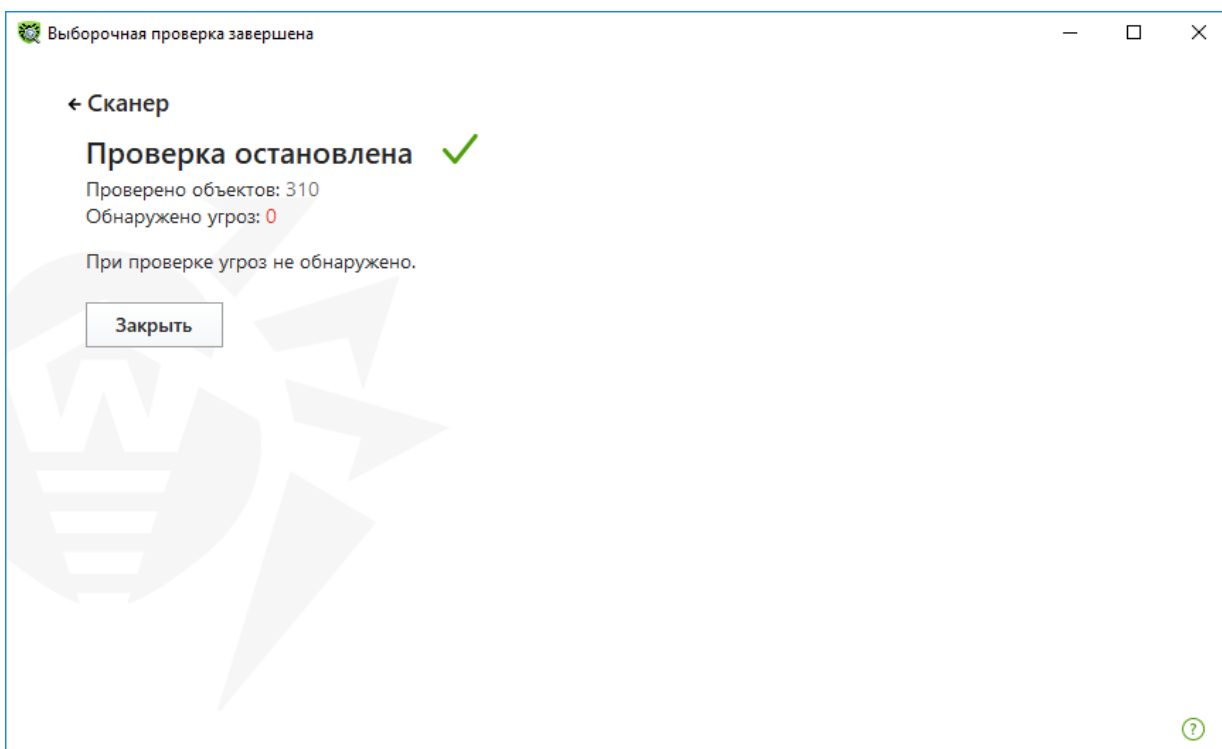 Выборочная проверка завершена
← Сканер
Проверка остановлена
Проверено объектов: 310
Обнаружено угроз: 0
При проверке угроз не обнаружено.
Закрыть
?